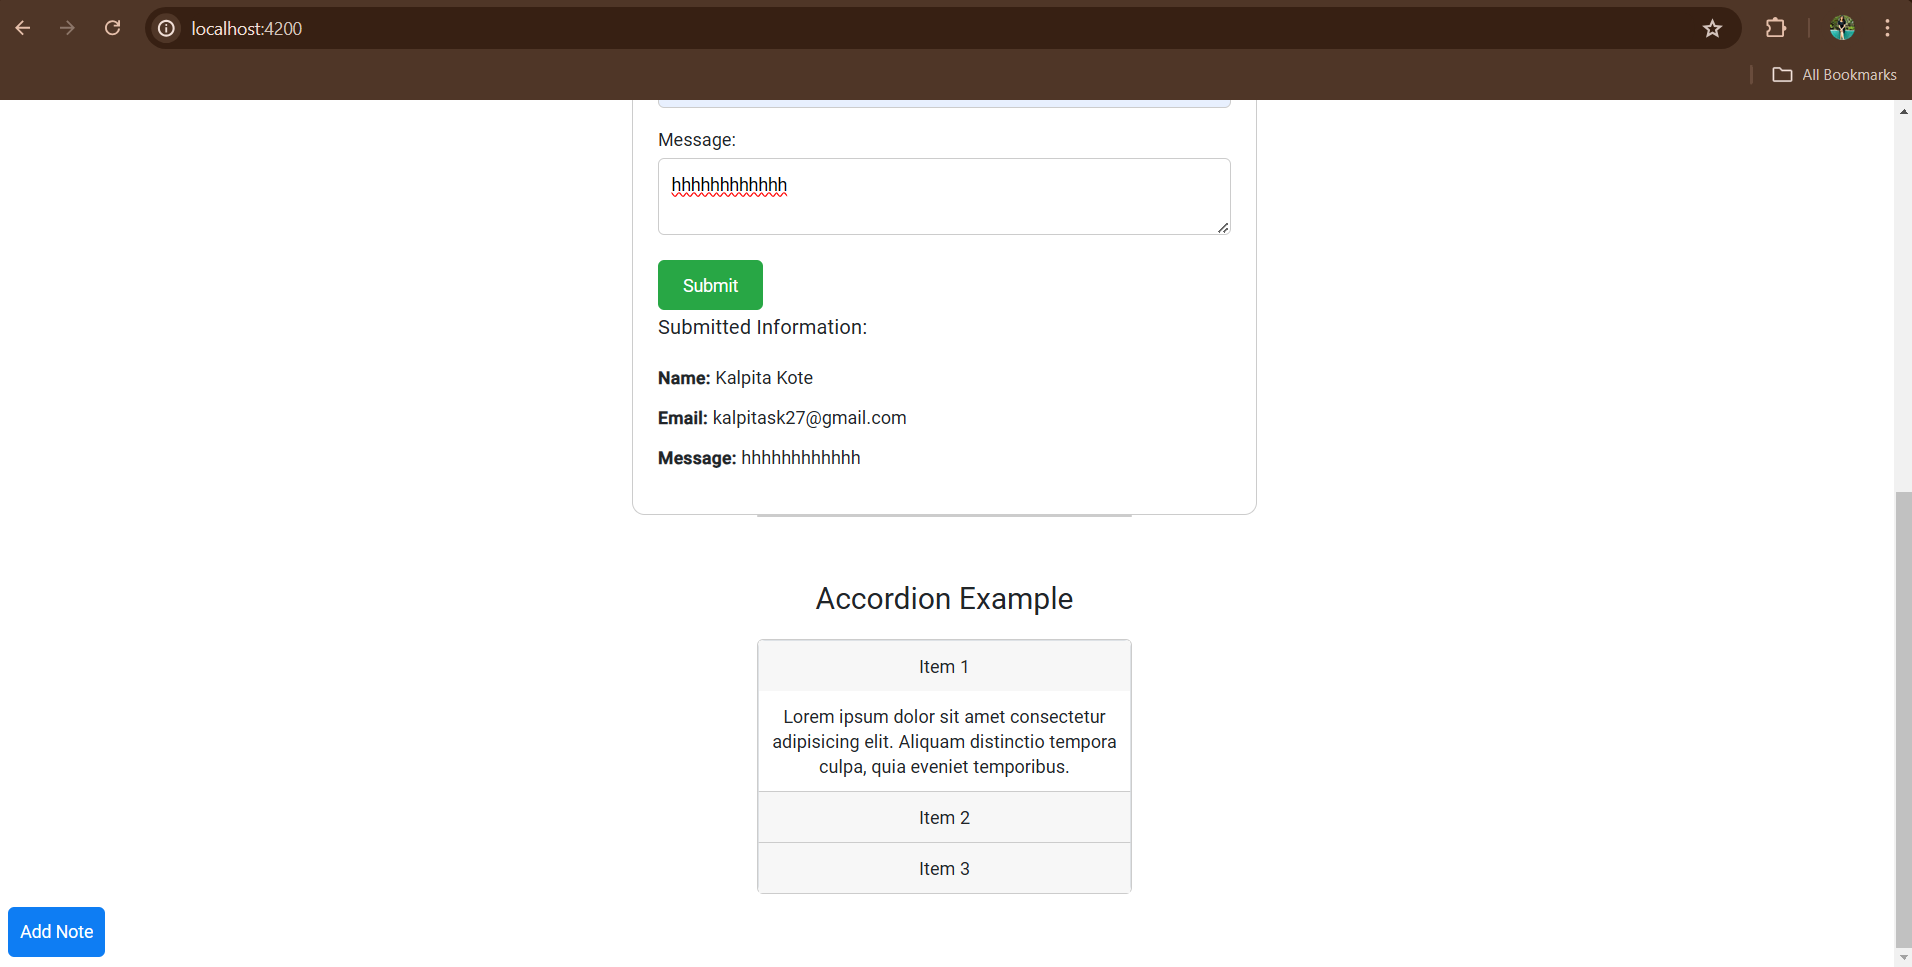 localhost:4200
All Bookmarks
Message:
hhhhhhhhhhhh
Submit
Submitted Information:
Name: Kalpita Kote
Email: kalpitask27@gmail.com
Message: hhhhhhhhhhhh
Accordion Example
Item 1
Lorem ipsum dolor sit amet consectetur
adipisicing elit. Aliquam distinctio tempora
culpa, quia eveniet temporibus.
Item 2
Item 3
Add Note